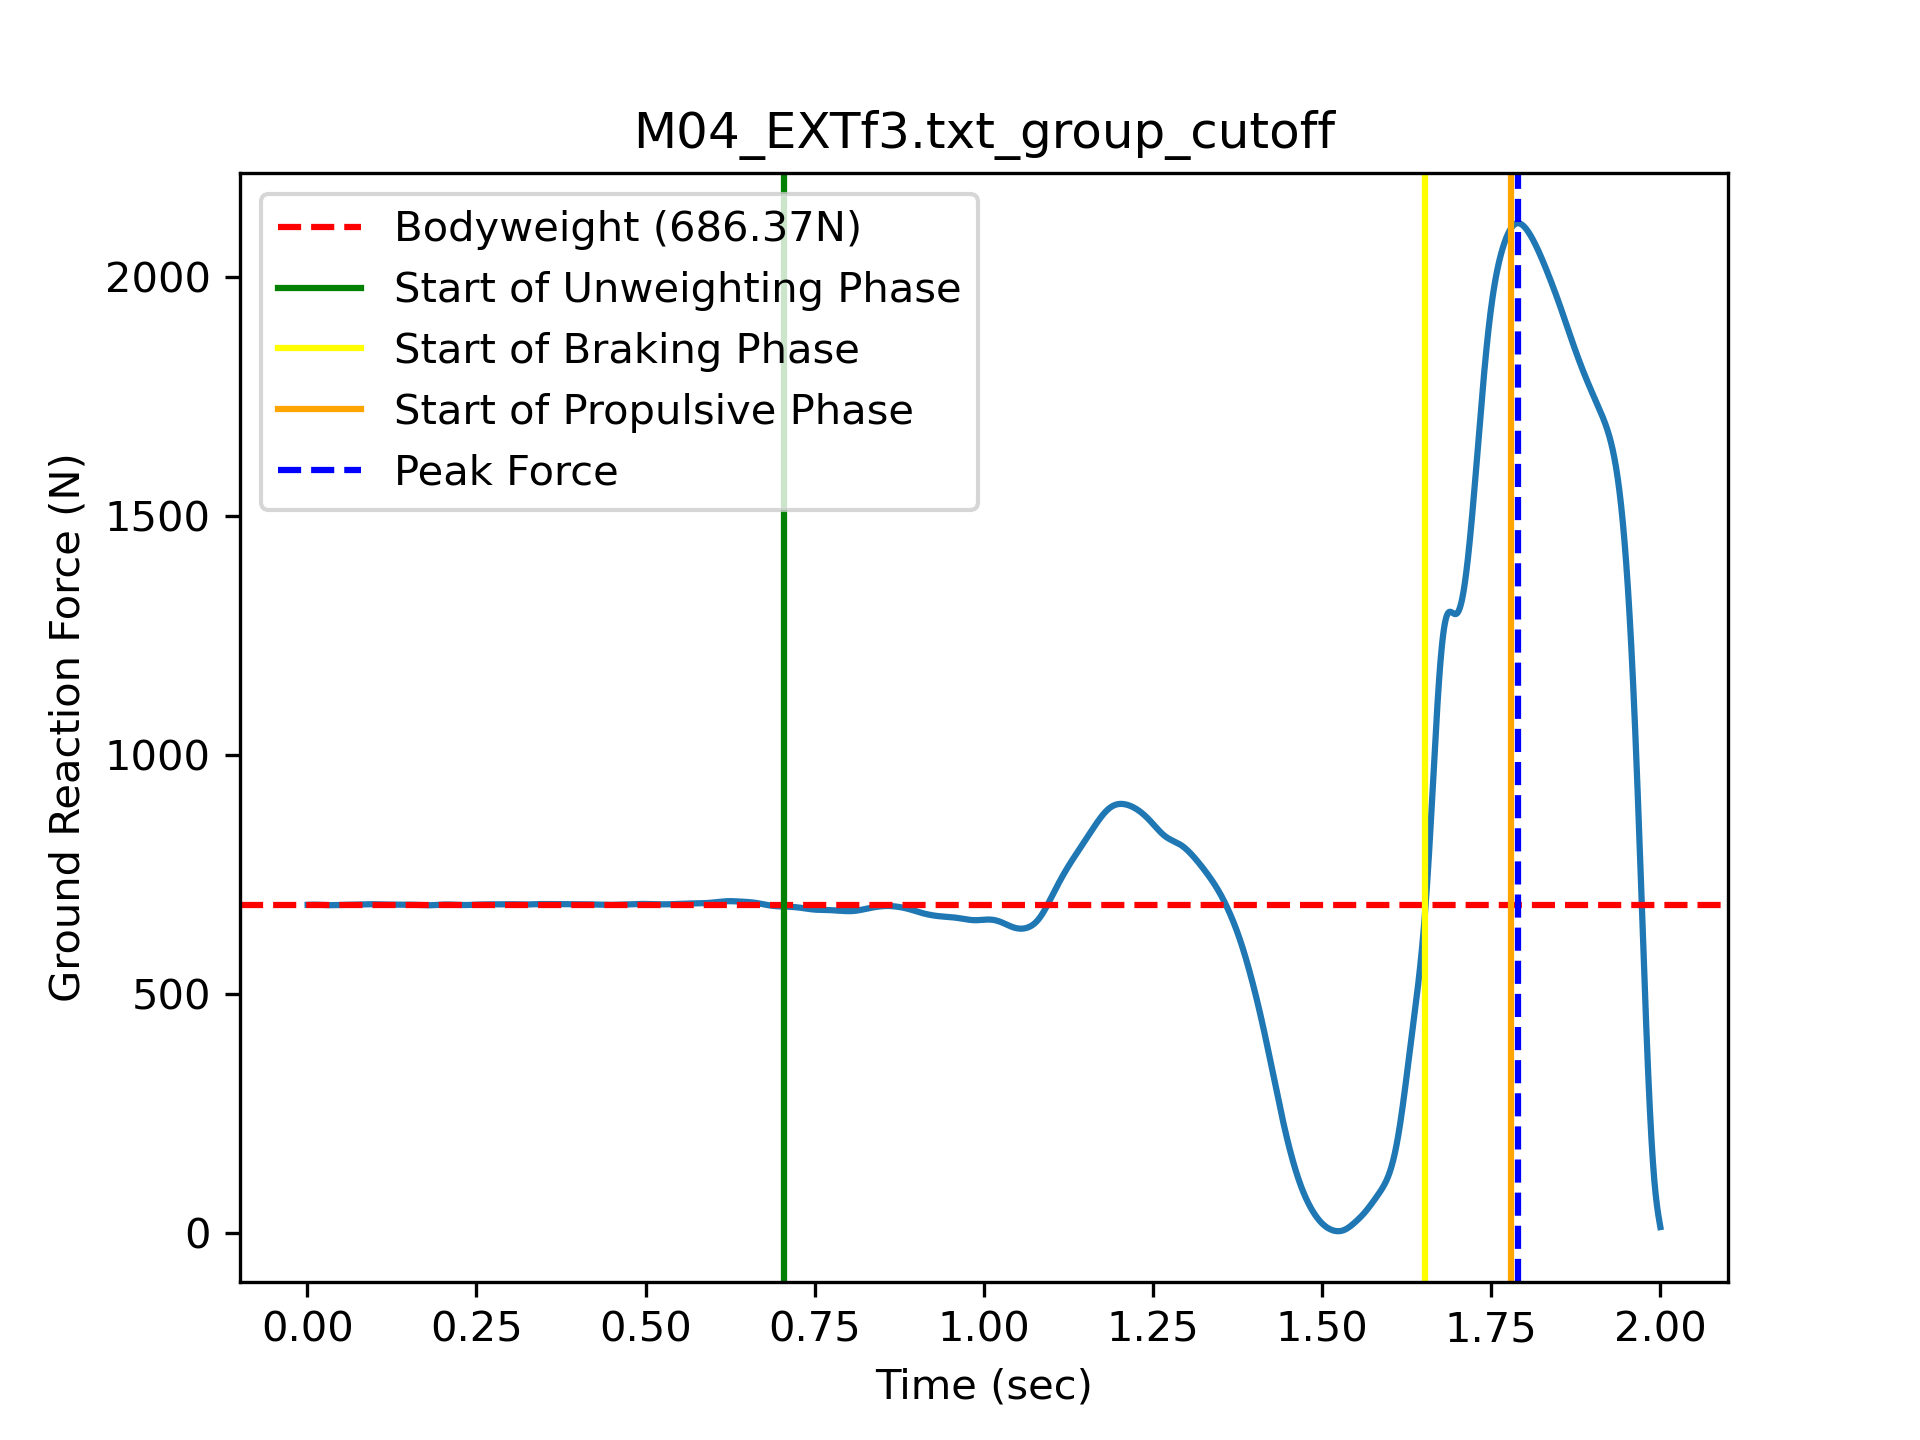 M04_EXTf3.txt_group_cutoff
Bodyweight (686.37N)
Start of Unweighting Phase
Start of Braking Phase
Start of Propulsive Phase
Peak Force
Ground Reaction Force (N)
2000
1500
1000
500
0
0.00 0.25 0.50 0.75 1.00 1.25 1.50 1.75 2.00
Time (sec)